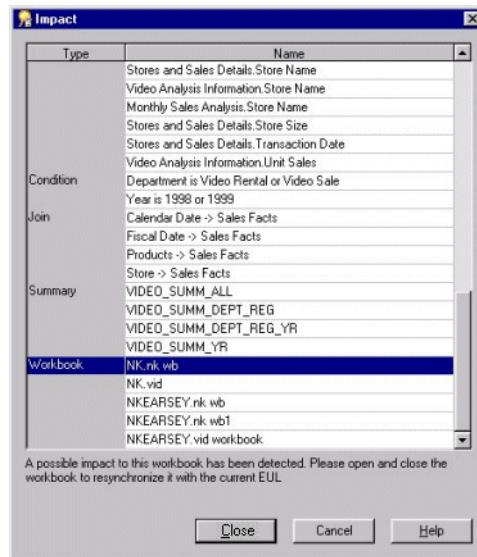 Impact
Type Name
Stores and Sales Details.Store Name
Video Analysis Information.Store Name
Monthly Sales Analysis.Store Name
Stores and Sales Details.Store Size
Stores and Sales Details.Transaction Date
Video Analysis Information.Unit Sales
Condition Department is Video Rental or Video Sale
Year is 1998 or 1999
Join Calendar Date -> Sales Facts
Fiscal Date -> Sales Facts
Products -> Sales Facts
Store -> Sales Facts
Summary VIDEO_SUMM_ALL
VIDEO_SUMM_DEPT_REG
VIDEO_SUMM_DEPT_REG_YR
VIDEO_SUMM_YR
Workbook NK.nk wb
NK.vid
NKEARSEY.nk wb
NKEARSEY.nk wb1
NKEARSEY.vid workbook
A possible impact to this workbook has been detected. Please open and close the
workbook to resynchronize it with the current EUL
Close Cancel Help